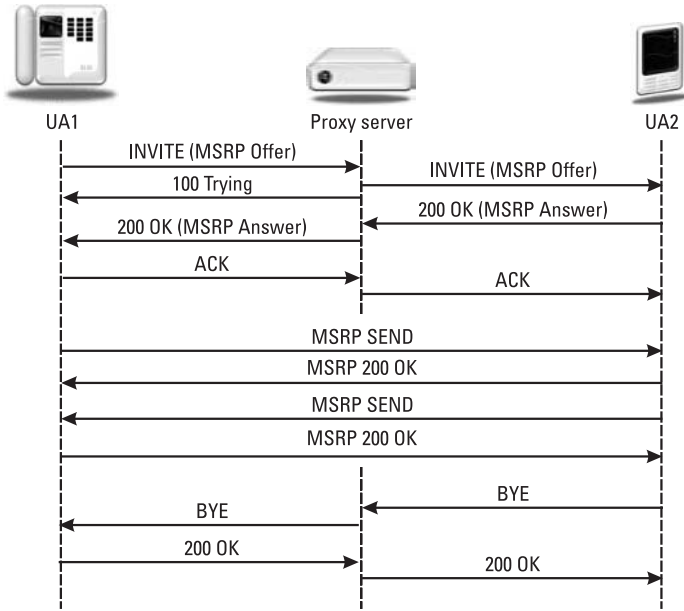 UA1
Proxy server
UA2
INVITE (MSRP Offer)
INVITE (MSRP Offer)
100 Trying
200 OK (MSRP Answer)
200 OK (MSRP Answer)
ACK
ACK
MSRP SEND
MSRP 200 OK
MSRP SEND
MSRP 200 OK
BYE
BYE
200 OK
200 OK